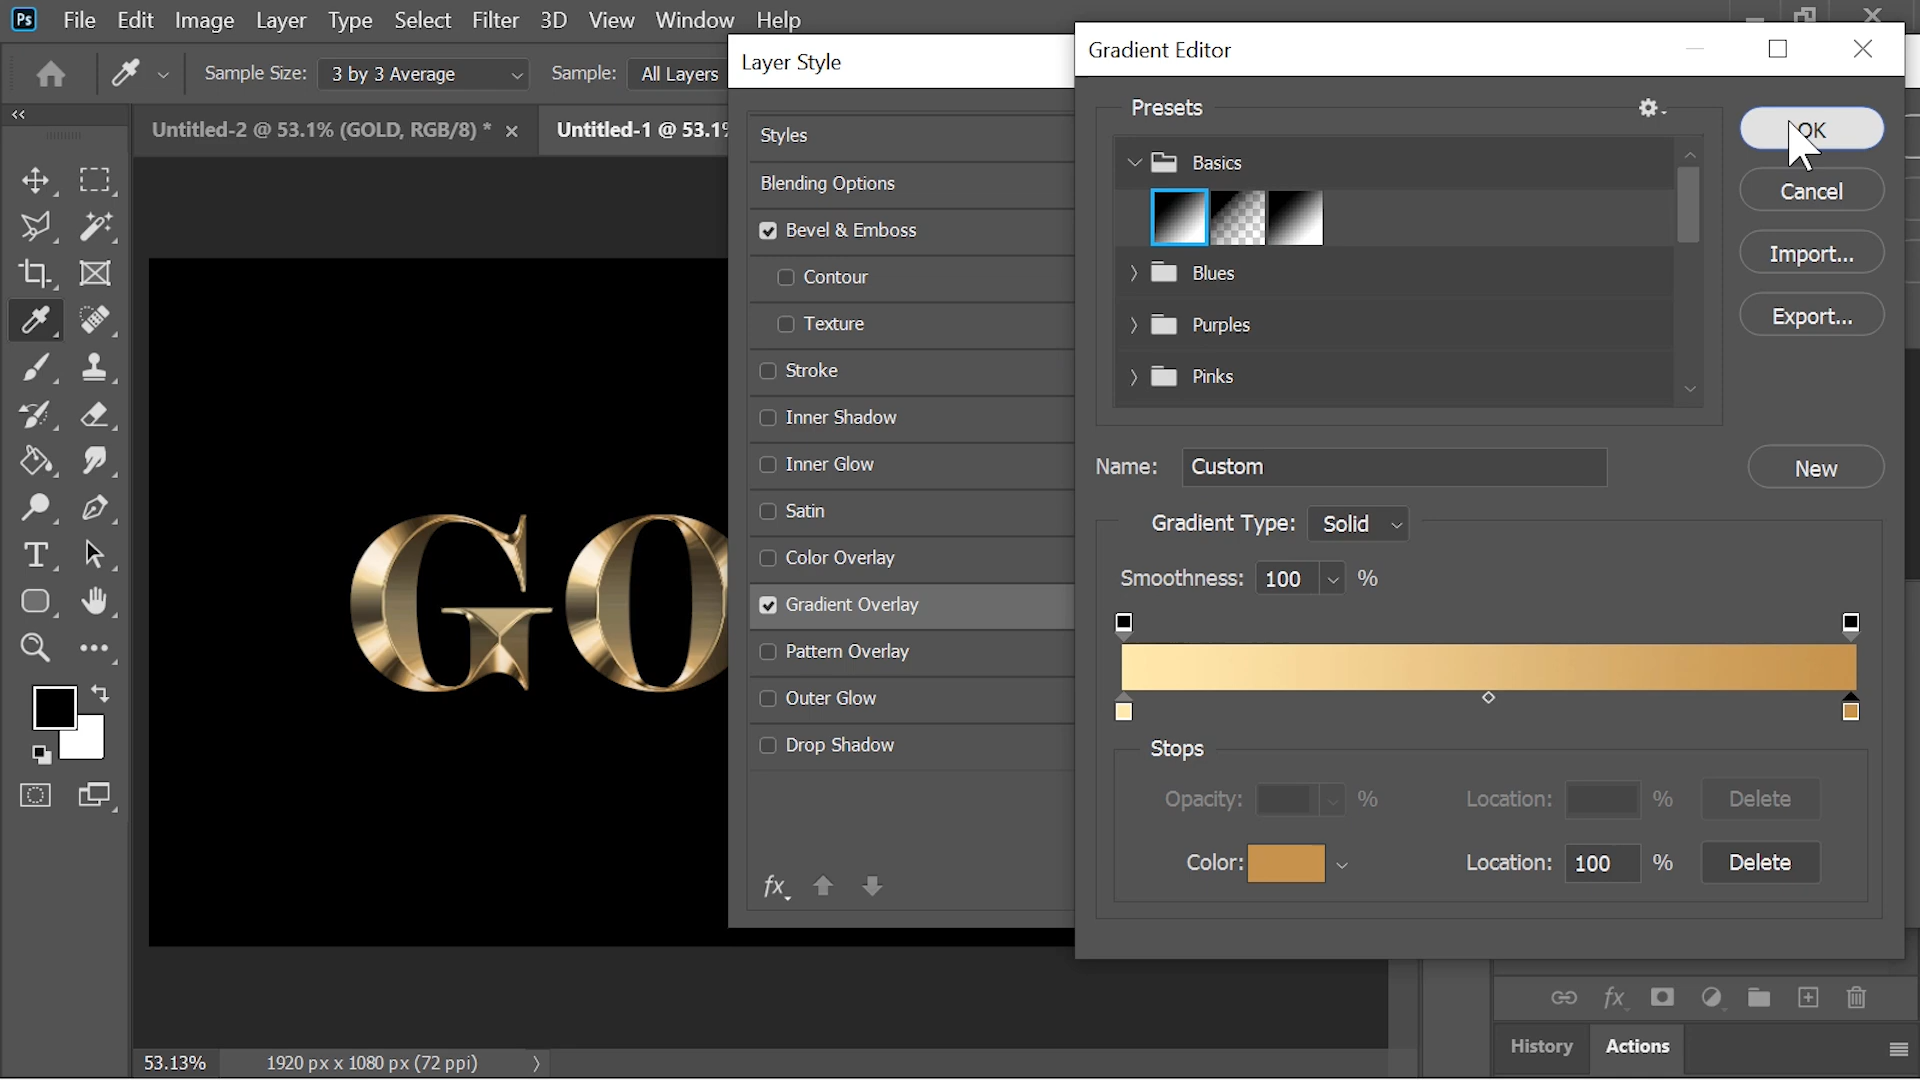 Ps File Edit Image Layer Type Select Filter 3D View Window Help
Sample Size: 3 by 3 Average Sample: All Layers
Untitled-2 @ 53.1% (GOLD, RGB/8) * Untitled-1 @ 53.1%
GO
53.13% 1920 px x 1080 px (72 ppi)
Layer Style
Styles
Blending Options
Bevel & Emboss
Contour
Texture
Stroke
Inner Shadow
Inner Glow
Satin
Color Overlay
Gradient Overlay
Pattern Overlay
Outer Glow
Drop Shadow
fx
Gradient Editor
Presets
Basics
Blues
Purples
Pinks
OK
Cancel
Import...
Export...
Name: Custom
New
Gradient Type: Solid
Smoothness: 100 %
Stops
Opacity: % Location: % Delete
Color: Location: 100 % Delete
fx
History Actions